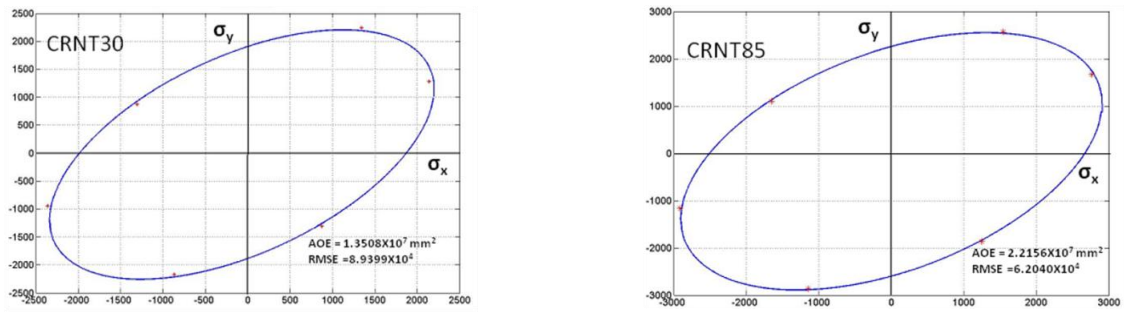 CRNT30
σy
2500
2000
1500
1000
500
0
-500
-1000
-1500
-2000
-2500
σx
AOE = 1.3508X10⁷ mm²
RMSE =8.9399X10⁴
-2500 -2000 -1500 -1000 -500 0 500 1000 1500 2000 2500
CRNT85
σy
3000
2000
1000
0
-1000
-2000
-3000
σx
AOE = 2.2156X10⁷ mm²
RMSE =6.2040X10⁴
-3000 -2000 -1000 0 1000 2000 3000